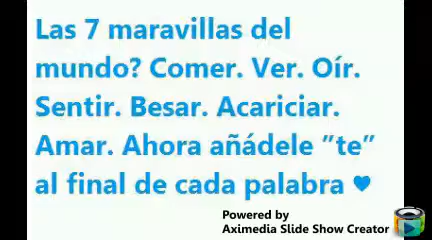 Las 7 maravillas del
mundo? Comer. Ver. Oír.
Sentir. Besar. Acariciar.
Amar. Ahora añádele ”te”
al final de cada palabra ♥
Powered by
Aximedia Slide Show Creator